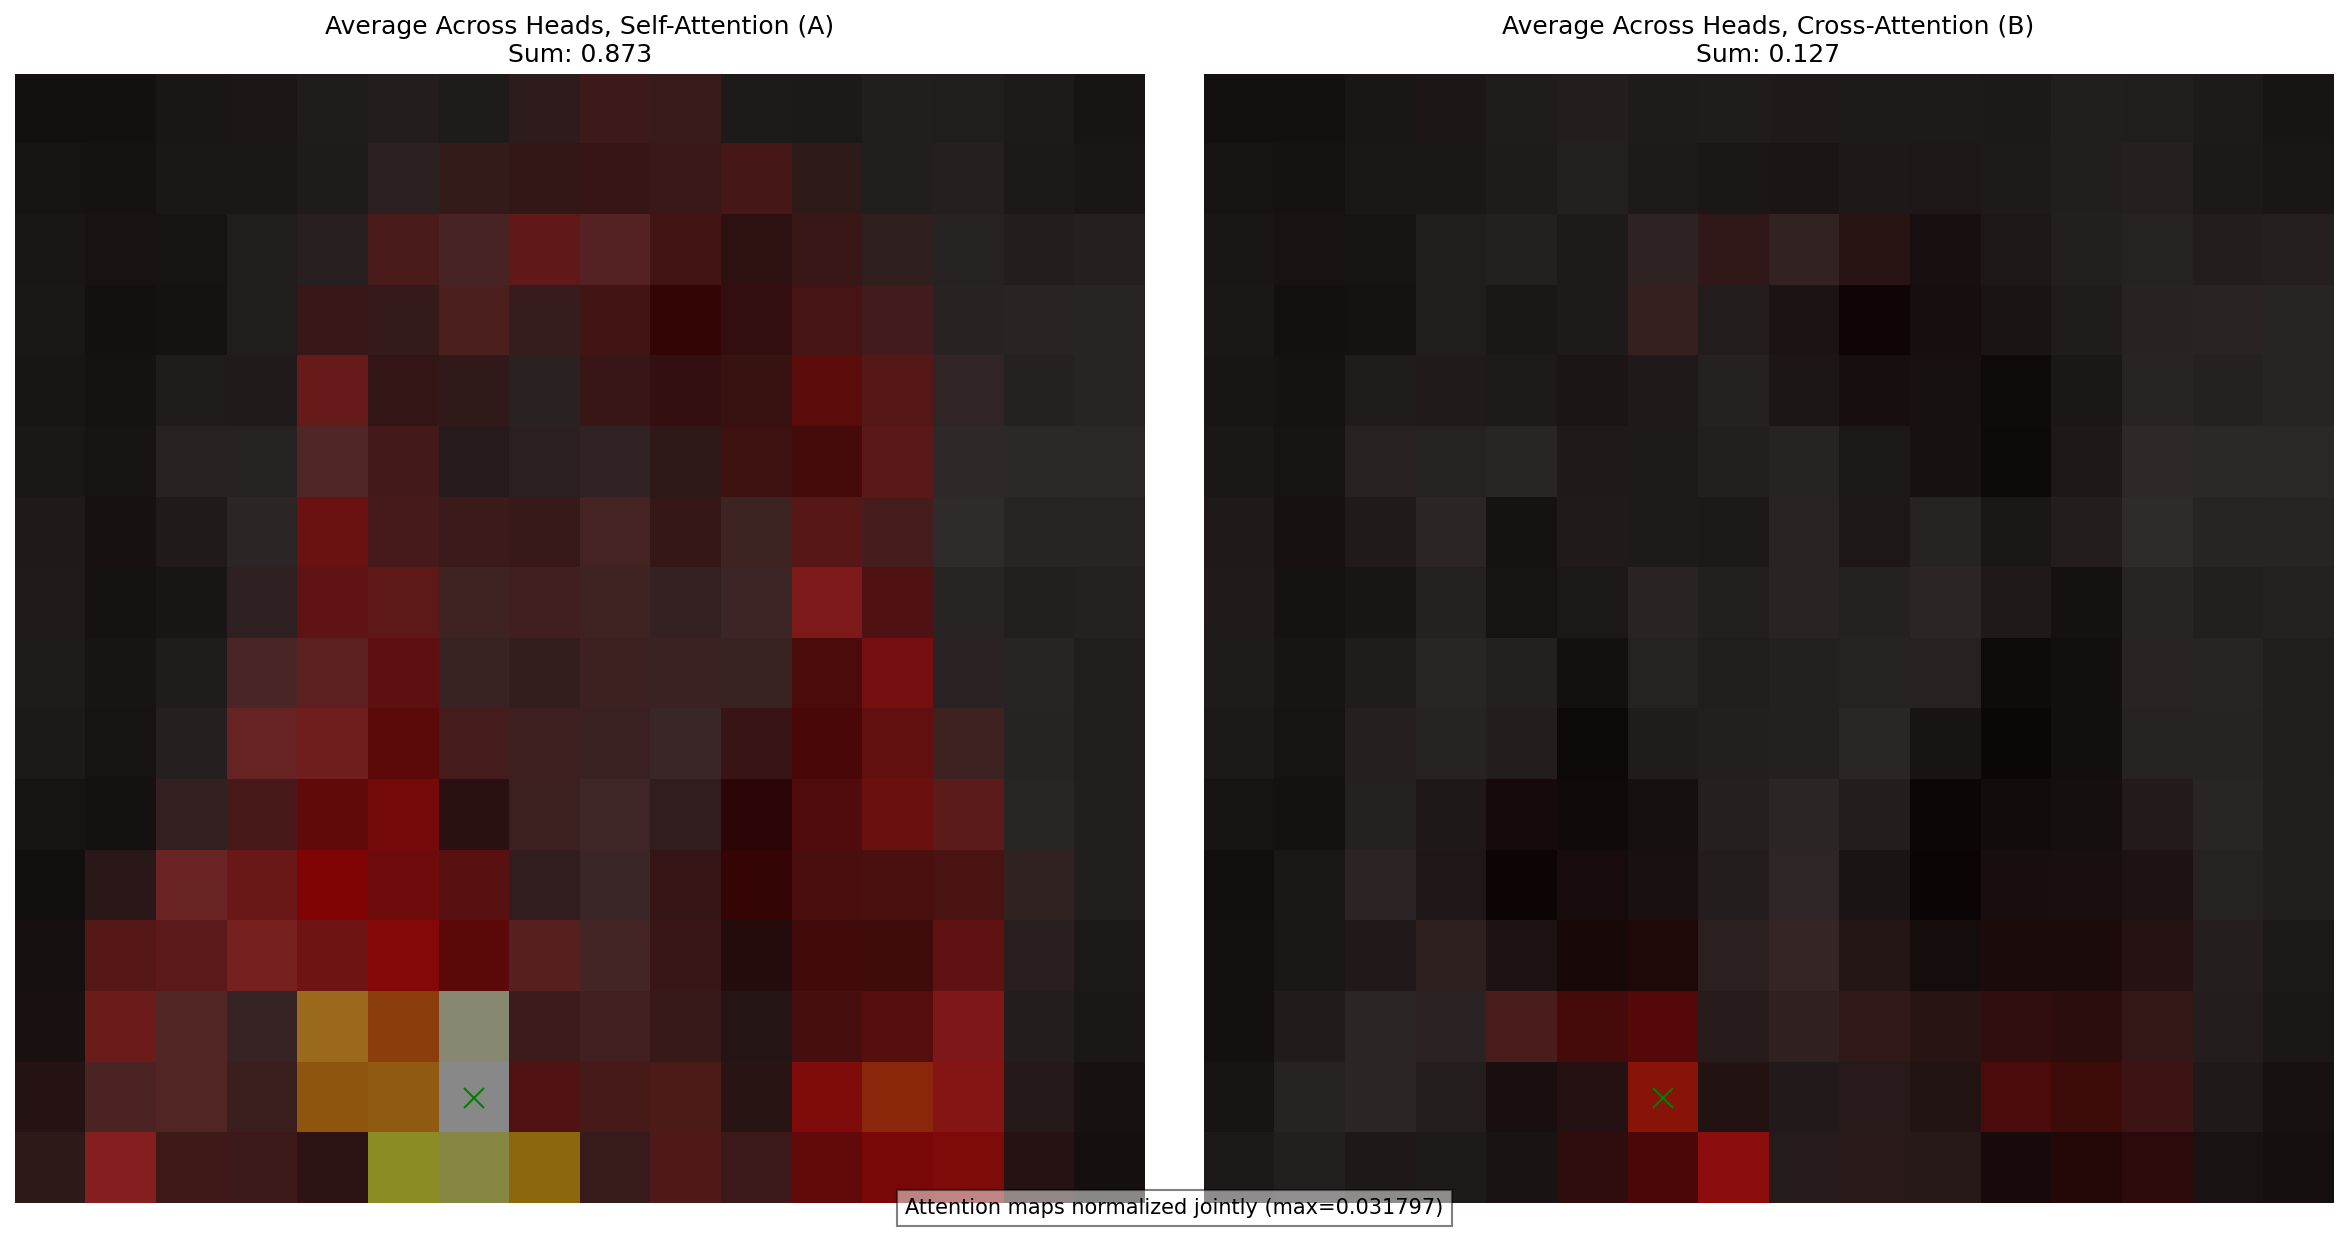 Average Across Heads, Self-Attention (A)
Sum: 0.873
Average Across Heads, Cross-Attention (B)
Sum: 0.127
Attention maps normalized jointly (max=0.031797)